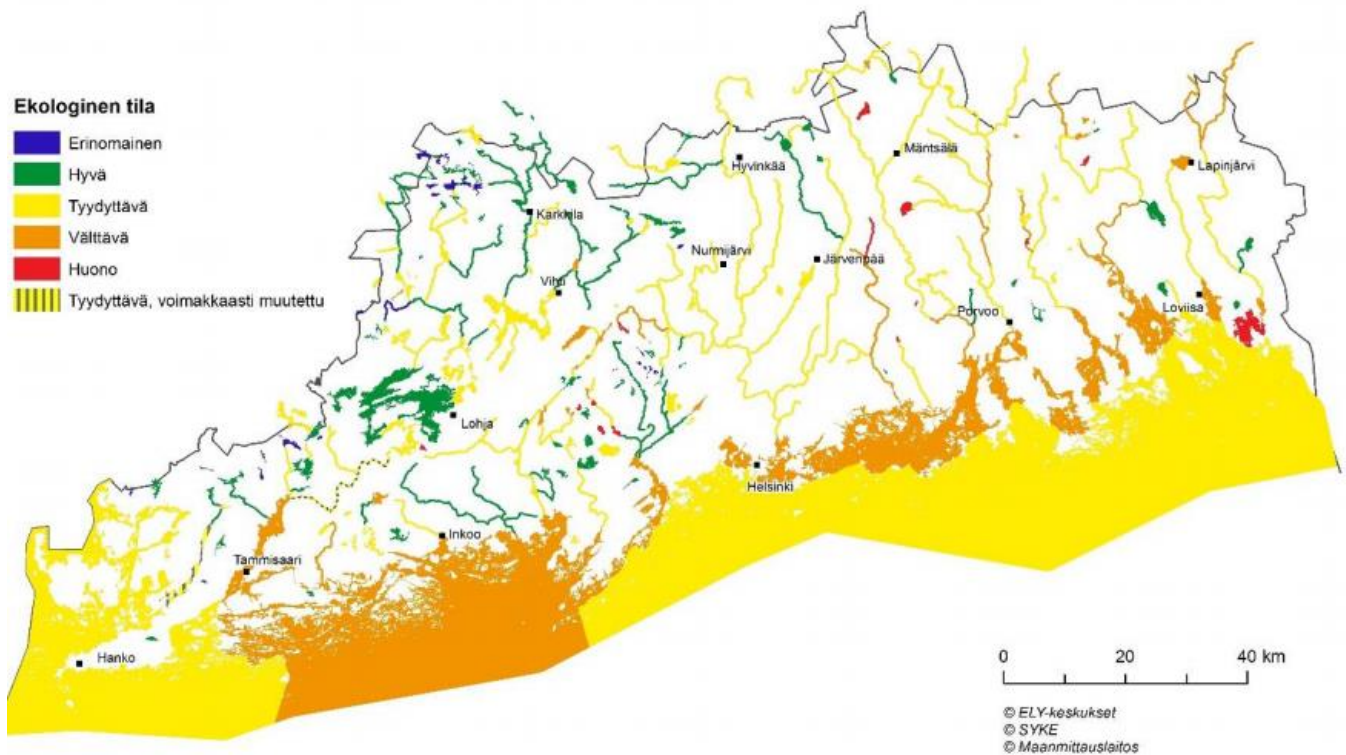 Ekologinen tila
Erinomainen
Hyvä
Tyydyttävä
Välttävä
Huono
Tyydyttävä, voimakkaasti muutettu
Hyvinkää
Mäntsälä
Lapinjärvi
Karkkila
Nurmijärvi
Järvenpää
Vihti
Porvoo
Loviisa
Lohja
Helsinki
Inkoo
Tammisaari
Hanko
0 20 40 km
© ELY-keskukset
© SYKE
© Maanmittauslaitos